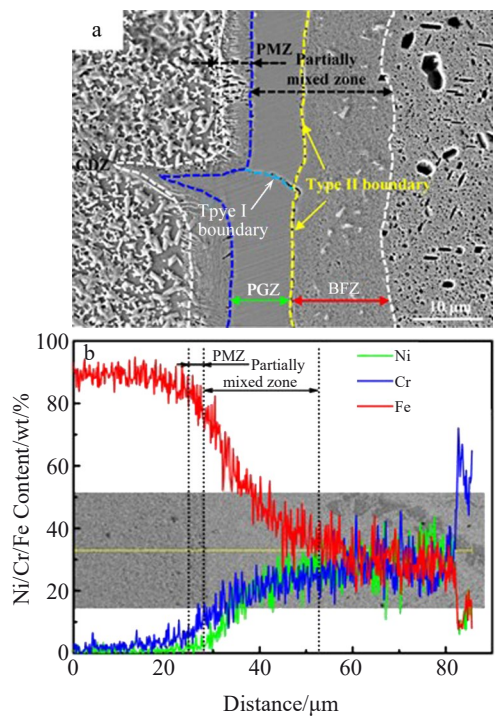 a
PMZ
Partially
mixed zone
CDZ
Type II boundary
Tpye I
boundary
PGZ
BFZ
10 μm
b
PMZ
Partially
mixed zone
Ni
Cr
Fe
100
80
60
40
20
0
Ni/Cr/Fe Content/wt/%
0 20 40 60 80
Distance/μm